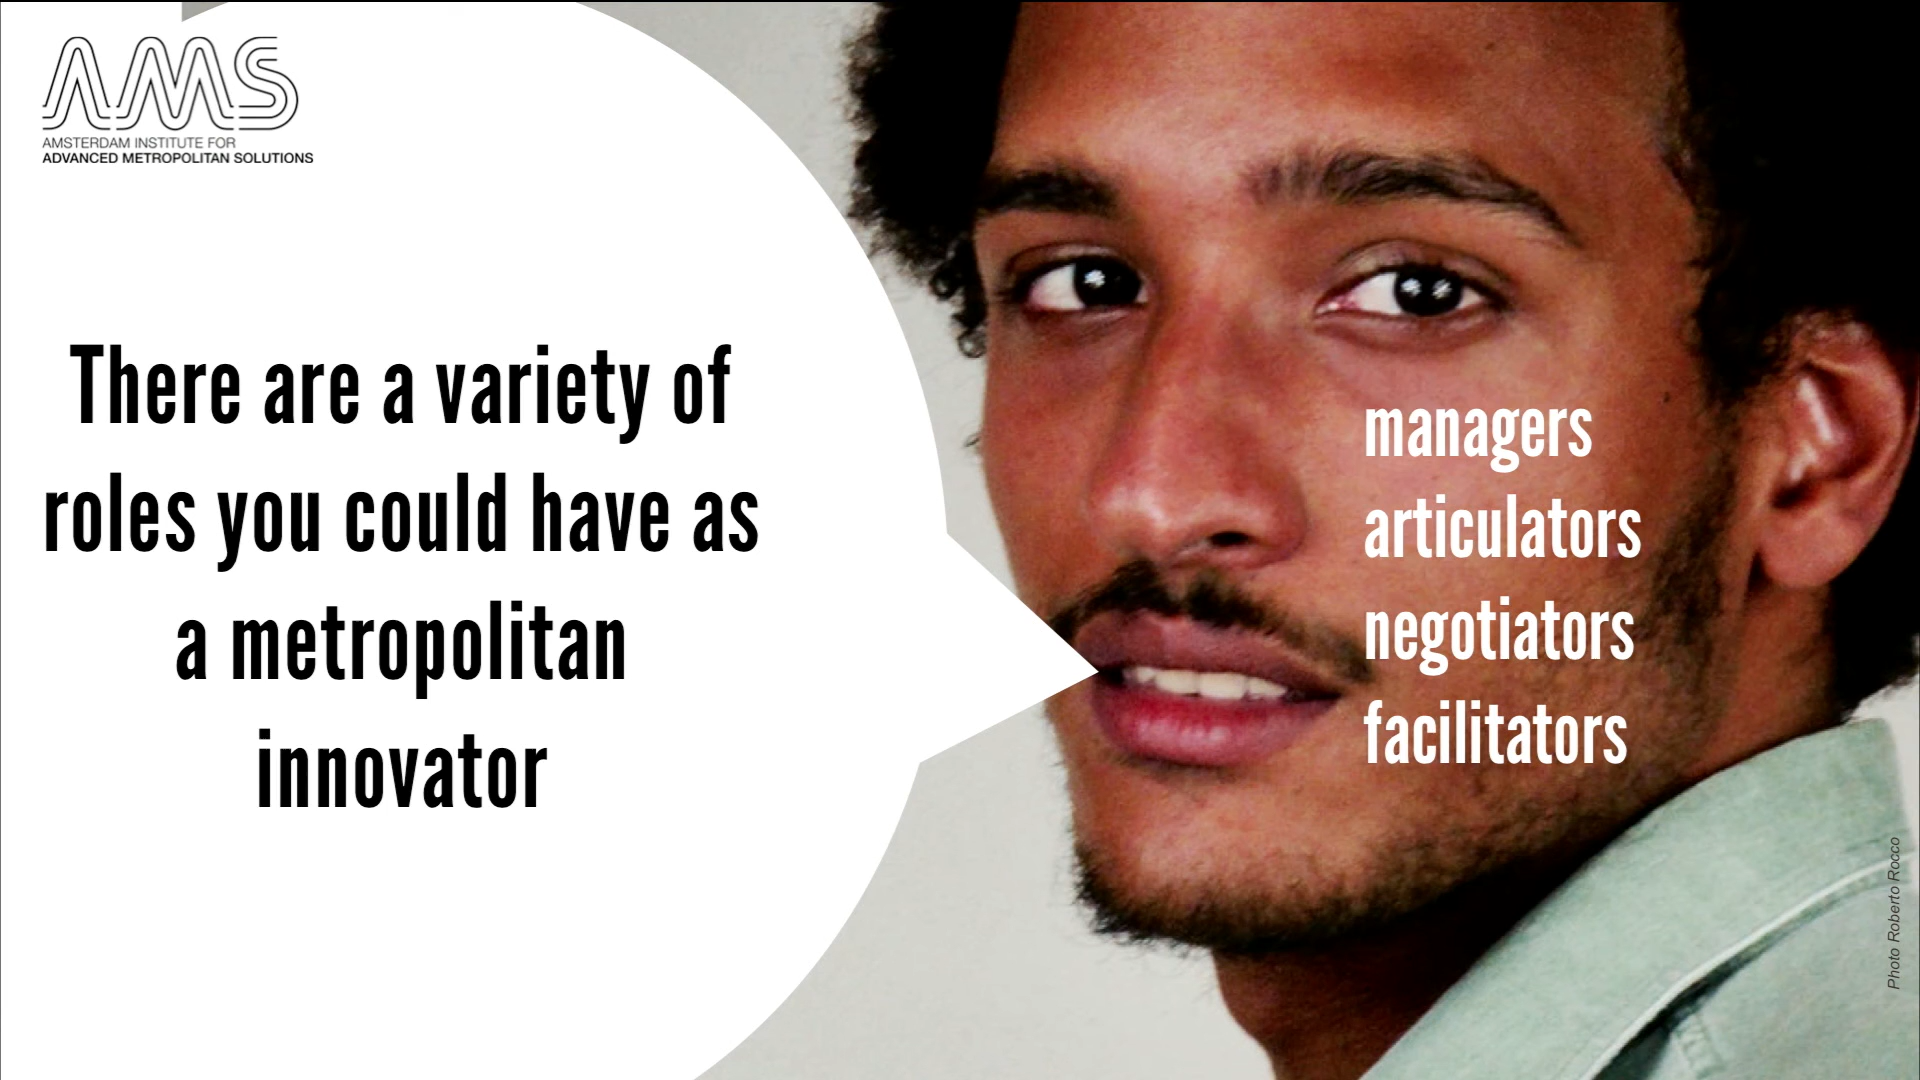 AMS
AMSTERDAM INSTITUTE FOR
ADVANCED METROPOLITAN SOLUTIONS
There are a variety of
roles you could have as
a metropolitan
innovator
managers
articulators
negotiators
facilitators
Photo Roberto Rocco